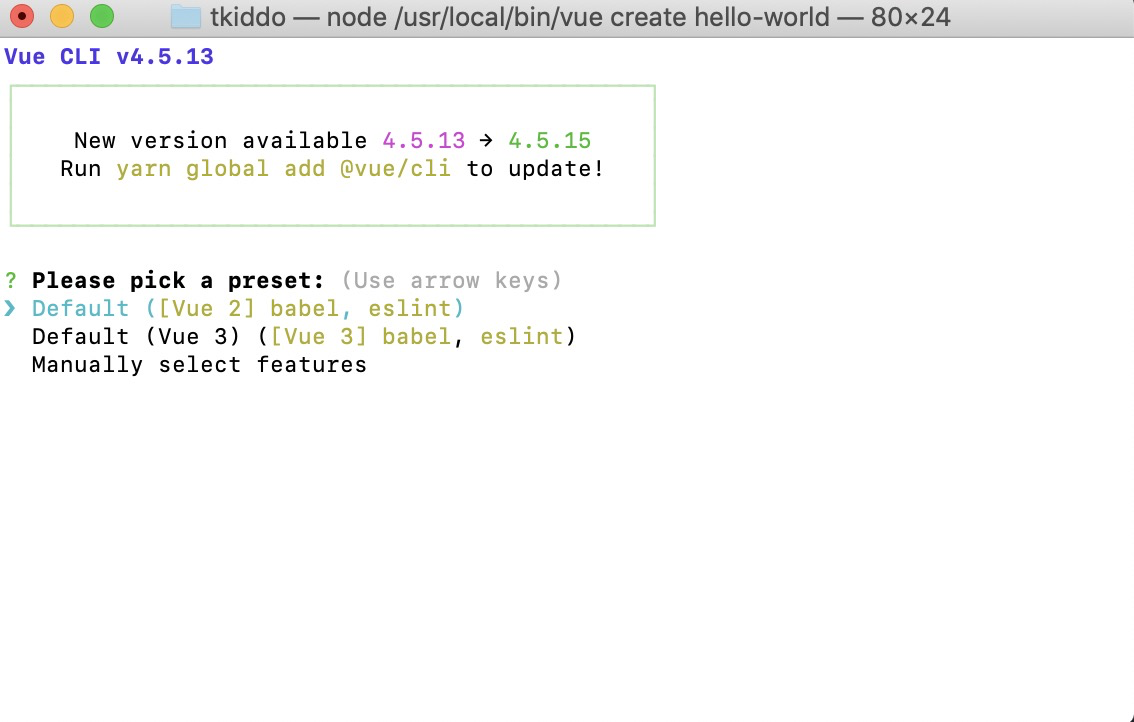 tkiddo — node /usr/local/bin/vue create hello-world — 80×24
Vue CLI v4.5.13
New version available 4.5.13 → 4.5.15
Run yarn global add @vue/cli to update!
? Please pick a preset: (Use arrow keys)
❯ Default ([Vue 2] babel, eslint)
Default (Vue 3) ([Vue 3] babel, eslint)
Manually select features